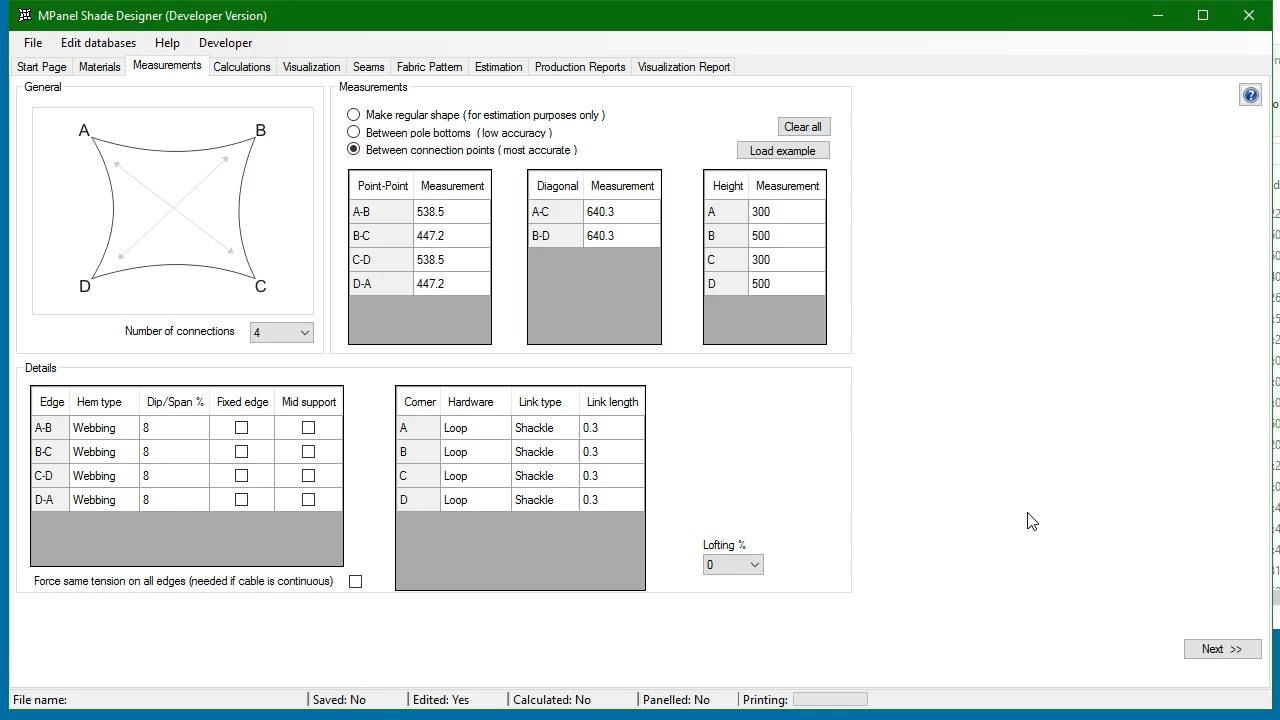 MPanel Shade Designer (Developer Version)
File Edit databases Help Developer
Start Page Materials Measurements Calculations Visualization Seams Fabric Pattern Estimation Production Reports Visualization Report
General
A
B
D
C
Number of connections 4
Measurements
Make regular shape (for estimation purposes only)
Between pole bottoms (low accuracy)
Between connection points (most accurate)
Clear all
Load example
Point-Point Measurement
A-B 538.5
B-C 447.2
C-D 538.5
D-A 447.2
Diagonal Measurement
A-C 640.3
B-D 640.3
Height Measurement
A 300
B 500
C 300
D 500
Details
Edge Hem type Dip/Span % Fixed edge Mid support
A-B Webbing 8
B-C Webbing 8
C-D Webbing 8
D-A Webbing 8
Force same tension on all edges (needed if cable is continuous)
Corner Hardware Link type Link length
A Loop Shackle 0.3
B Loop Shackle 0.3
C Loop Shackle 0.3
D Loop Shackle 0.3
Lofting %
0
Next >>
File name: Saved: No Edited: Yes Calculated: No Panelled: No Printing: